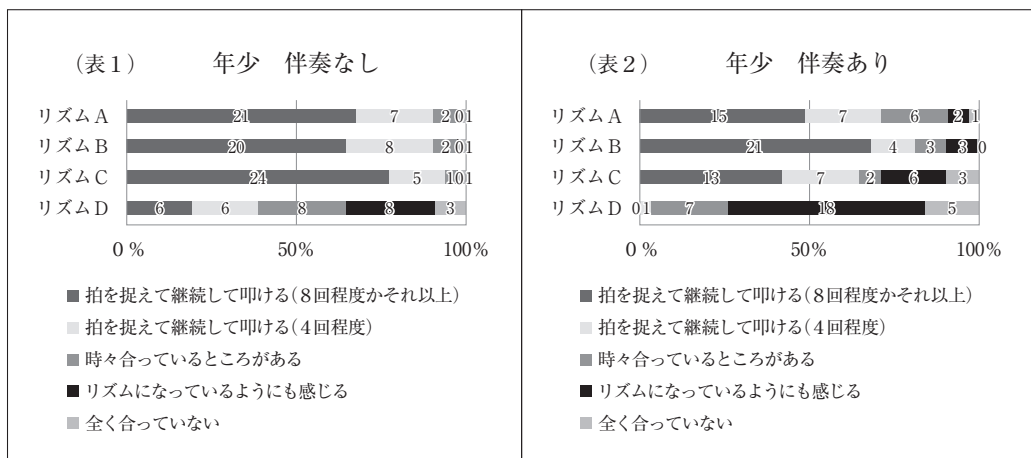 (表1) 年少 伴奏なし
リズムA 21 7 2 0 1
リズムB 20 8 2 0 1
リズムC 24 5 1 0 1
リズムD 6 6 8 8 3
0% 50% 100%
■ 拍を捉えて継続して叩ける(8回程度かそれ以上)
■ 拍を捉えて継続して叩ける(4回程度)
■ 時々合っているところがある
■ リズムになっているようにも感じる
■ 全く合っていない
(表2) 年少 伴奏あり
リズムA 15 7 6 2 1
リズムB 21 4 3 3 0
リズムC 13 7 2 6 3
リズムD 0 1 7 18 5
0% 50% 100%
■ 拍を捉えて継続して叩ける(8回程度かそれ以上)
■ 拍を捉えて継続して叩ける(4回程度)
■ 時々合っているところがある
■ リズムになっているようにも感じる
■ 全く合っていない